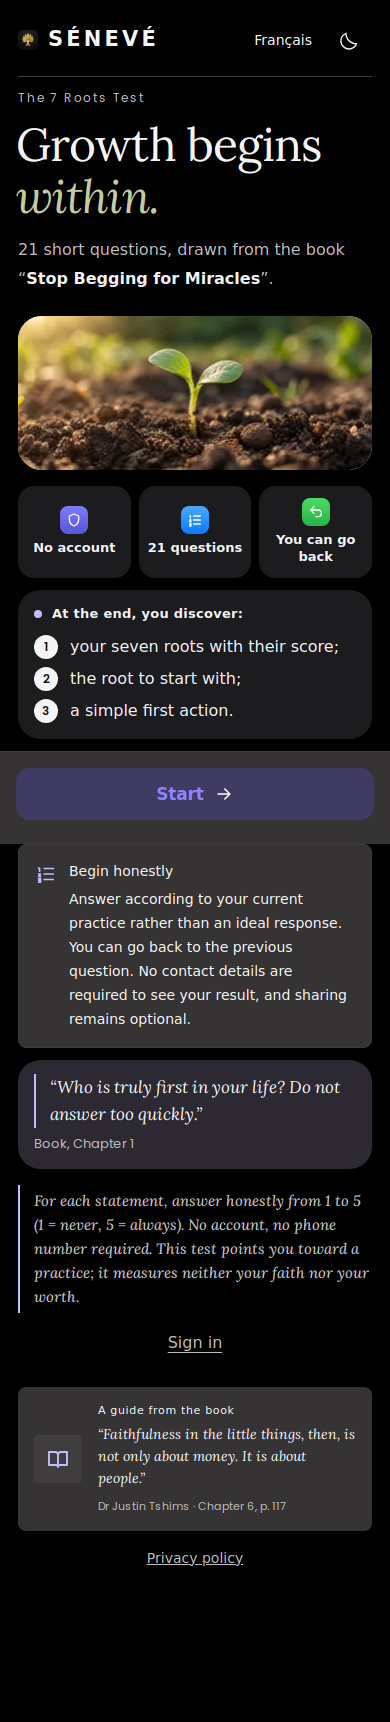 SÉNEVÉ
Français
The 7 Roots Test
Growth begins
within.
21 short questions, drawn from the book
“Stop Begging for Miracles”.
No account
21 questions
You can go
back
At the end, you discover:
1 your seven roots with their score;
2 the root to start with;
3 a simple first action.
Start →
Begin honestly
Answer according to your current
practice rather than an ideal response.
You can go back to the previous
question. No contact details are
required to see your result, and sharing
remains optional.
“Who is truly first in your life? Do not
answer too quickly.”
Book, Chapter 1
For each statement, answer honestly from 1 to 5
(1 = never, 5 = always). No account, no phone
number required. This test points you toward a
practice; it measures neither your faith nor your
worth.
Sign in
A guide from the book
“Faithfulness in the little things, then, is
not only about money. It is about
people.”
Dr Justin Tshims · Chapter 6, p. 117
Privacy policy